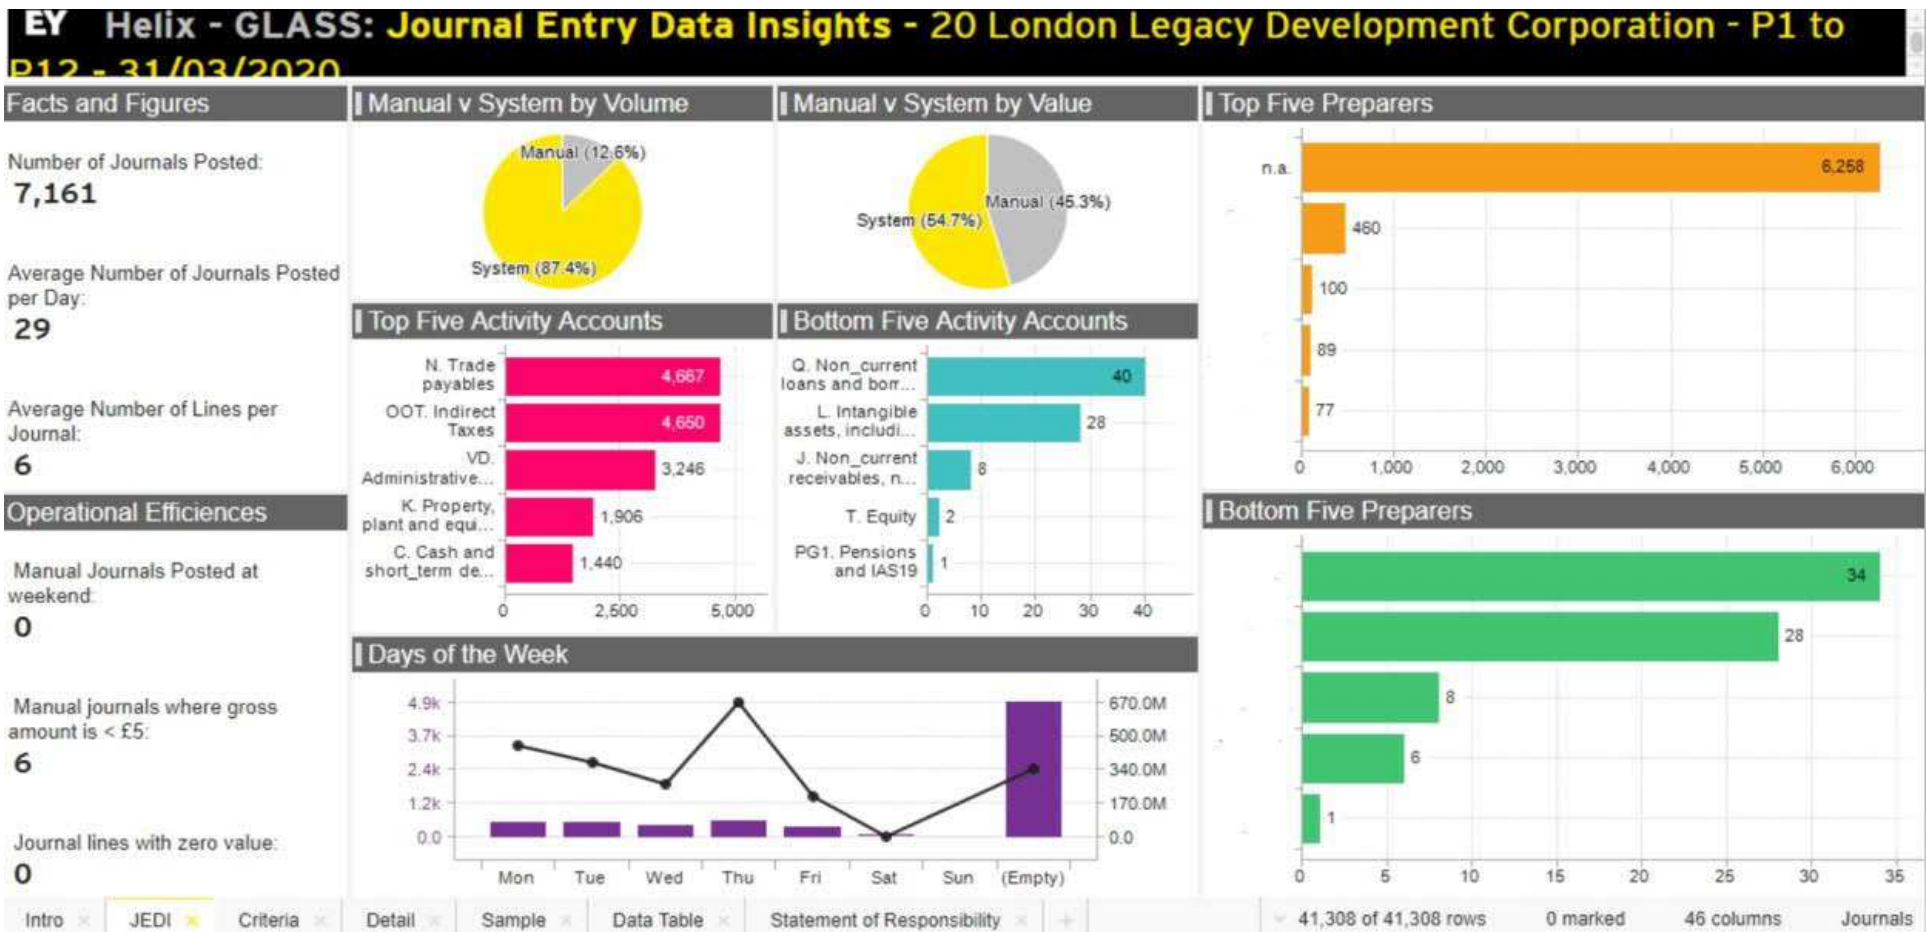 EY Helix - GLASS: Journal Entry Data Insights - 20 London Legacy Development Corporation - P1 to
P12 - 31/03/2020
Facts and Figures
Number of Journals Posted:
7,161
Average Number of Journals Posted
per Day:
29
Average Number of Lines per
Journal:
6
Operational Efficiences
Manual Journals Posted at
weekend:
0
Manual journals where gross
amount is < £5:
6
Journal lines with zero value:
0
Manual v System by Volume
Manual (12.6%)
System (87.4%)
Manual v System by Value
Manual (45.3%)
System (54.7%)
Top Five Activity Accounts
N. Trade
payables
4,667
OOT. Indirect
Taxes
4,650
VD.
Administrative...
3,246
K. Property,
plant and equi...
1,906
C. Cash and
short_term de...
1,440
0 2,500 5,000
Bottom Five Activity Accounts
Q. Non_current
loans and borr...
40
L. Intangible
assets, includi...
28
J. Non_current
receivables, n...
8
T. Equity
2
PG1. Pensions
and IAS19
1
0 10 20 30 40
Days of the Week
4.9k 670.0M
3.7k 500.0M
2.4k 340.0M
1.2k 170.0M
0.0 0.0
Mon Tue Wed Thu Fri Sat Sun (Empty)
Top Five Preparers
n.a. 6,258
460
100
89
77
0 1,000 2,000 3,000 4,000 5,000 6,000
Bottom Five Preparers
34
28
8
6
1
0 5 10 15 20 25 30 35
Intro JEDI Criteria Detail Sample Data Table Statement of Responsibility 41,308 of 41,308 rows 0 marked 46 columns Journals